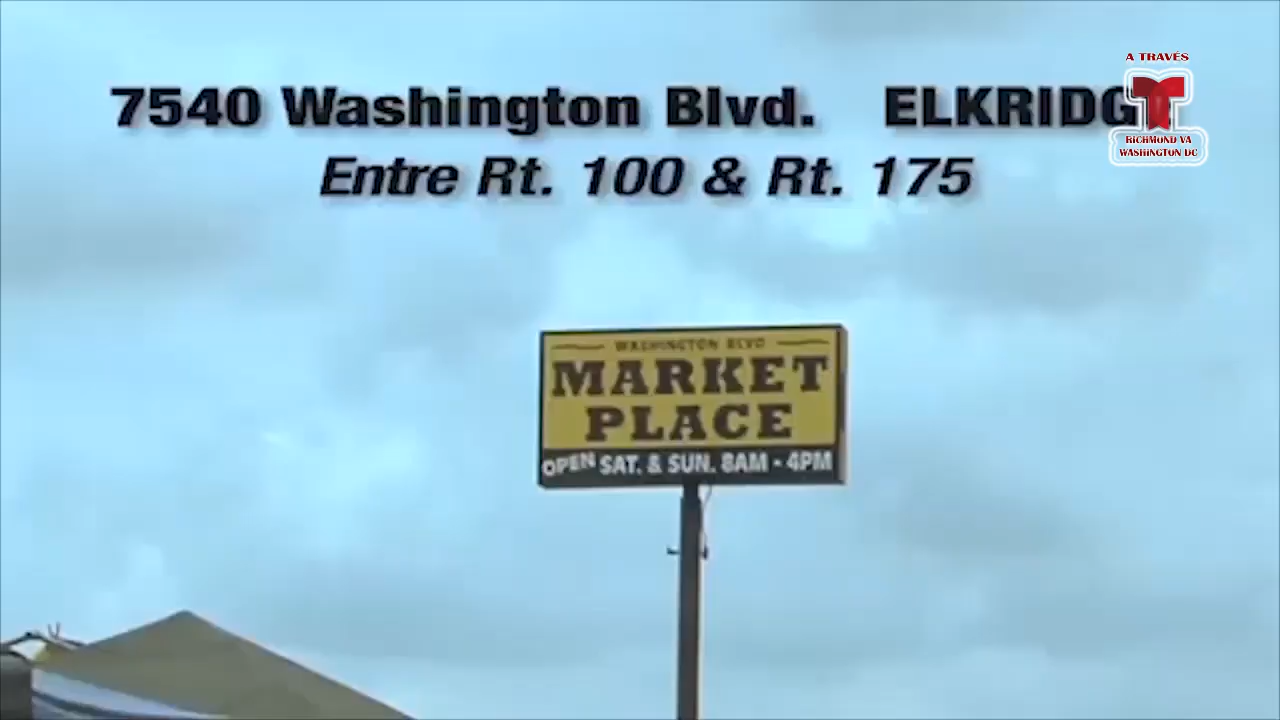 7540 Washington Blvd. ELKRIDG
Entre Rt. 100 & Rt. 175
A TRAVÉS
T
RICHMOND VA
WASHINGTON DC
WASHINGTON BLVD
MARKET
PLACE
OPEN SAT. & SUN. 8AM - 4PM